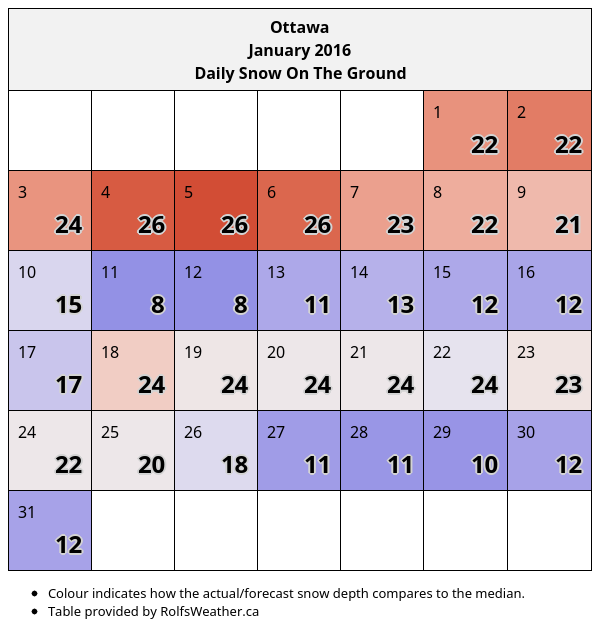 Ottawa
January 2016
Daily Snow On The Ground
1 2
22 22
3 4 5 6 7 8 9
24 26 26 26 23 22 21
10 11 12 13 14 15 16
15 8 8 11 13 12 12
17 18 19 20 21 22 23
17 24 24 24 24 24 23
24 25 26 27 28 29 30
22 20 18 11 11 10 12
31
12
• Colour indicates how the actual/forecast snow depth compares to the median.
• Table provided by RolfsWeather.ca